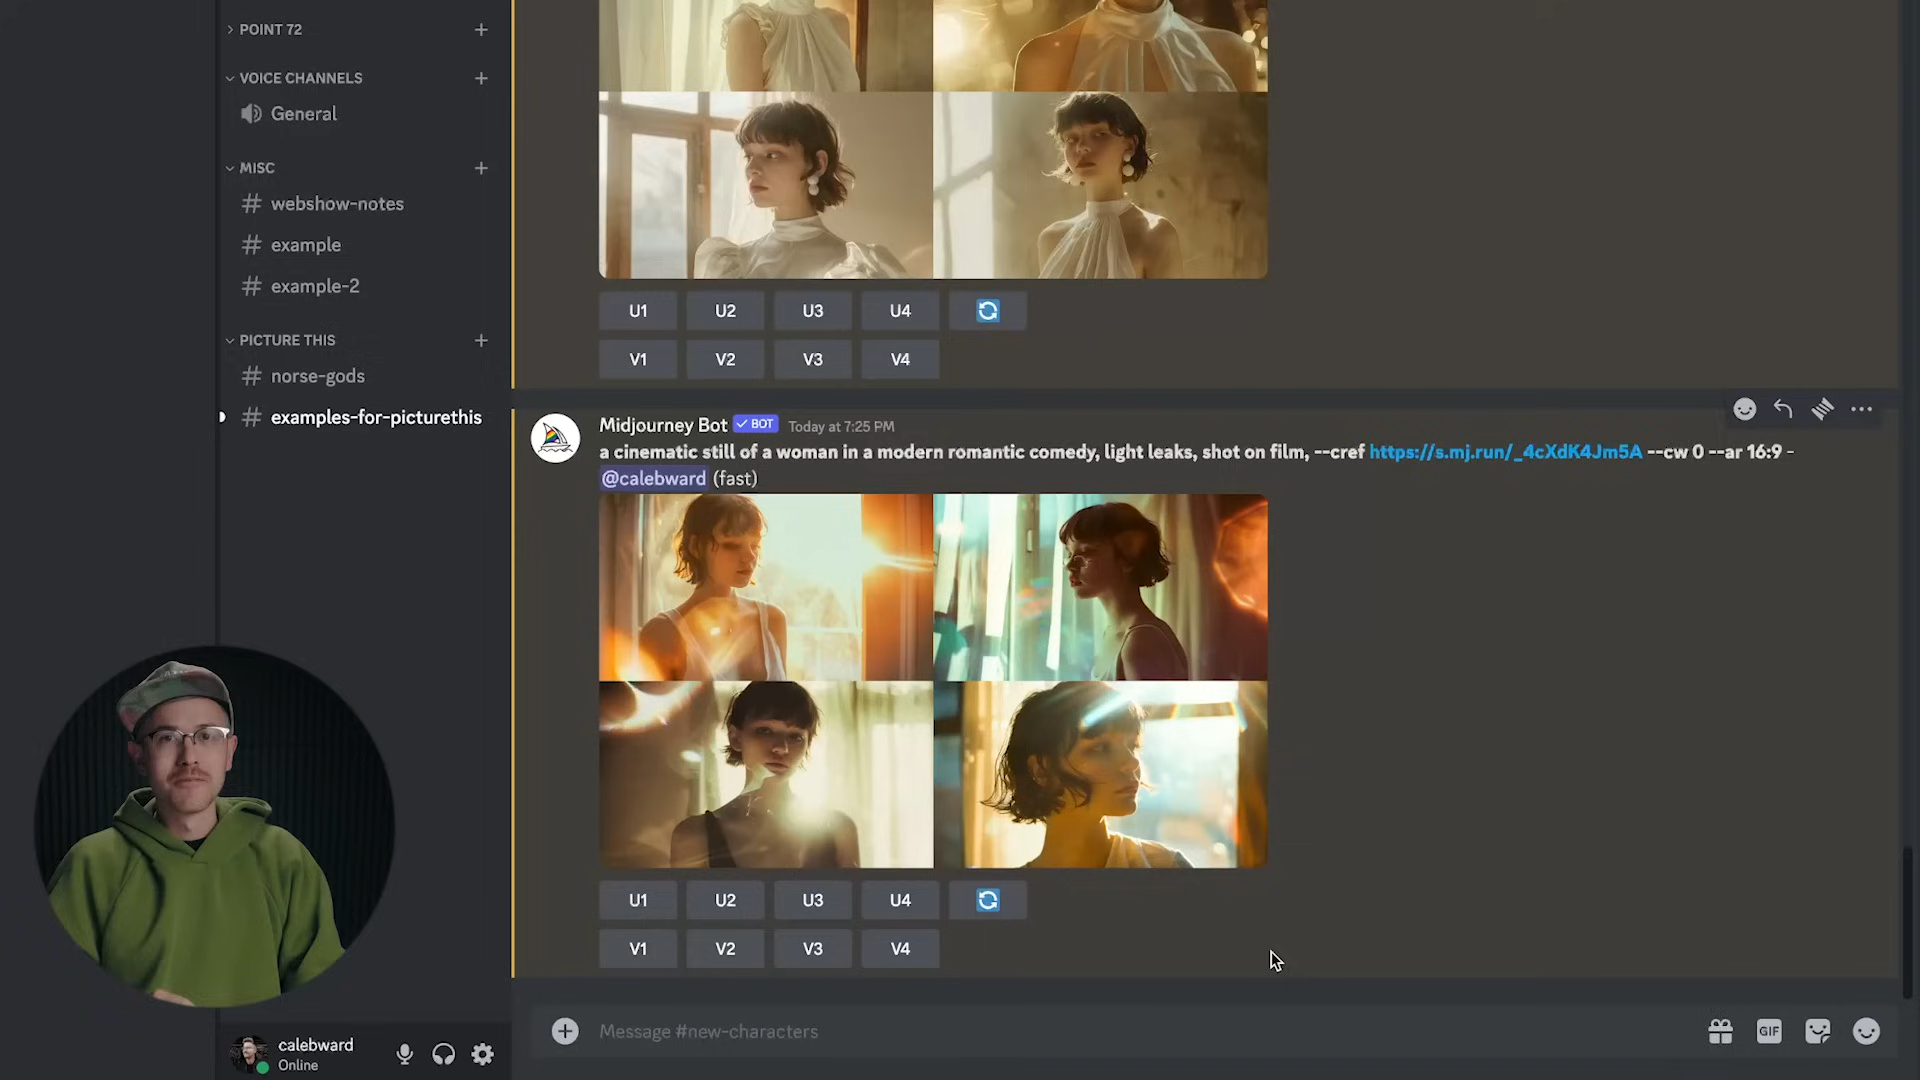 POINT 72
VOICE CHANNELS
General
MISC
webshow-notes
example
example-2
PICTURE THIS
norse-gods
examples-for-picturethis
calebward
Online
U1 U2 U3 U4
V1 V2 V3 V4
Midjourney Bot ✓ BOT Today at 7:25 PM
a cinematic still of a woman in a modern romantic comedy, light leaks, shot on film, --cref https://s.mj.run/_4cXdK4Jm5A --cw 0 --ar 16:9 -
@calebward (fast)
U1 U2 U3 U4
V1 V2 V3 V4
Message #new-characters
GIF